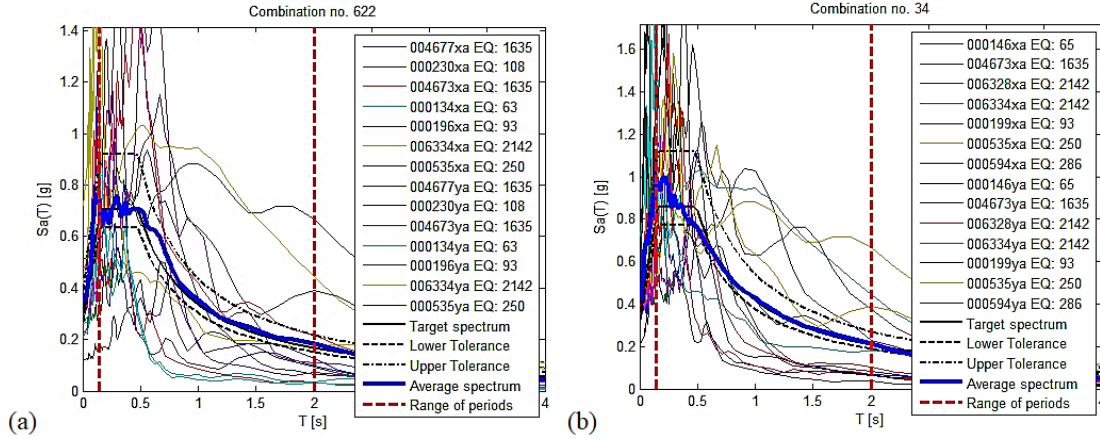 Combination no. 622
1.4
1.2
1
0.8
0.6
0.4
0.2
0
Sa(T) [g]
0
0.5
1
1.5
2
4
T [s]
004677xa EQ: 1635
000230xa EQ: 108
004673xa EQ: 1635
000134xa EQ: 63
000196xa EQ: 93
006334xa EQ: 2142
000535xa EQ: 250
004677ya EQ: 1635
000230ya EQ: 108
004673ya EQ: 1635
000134ya EQ: 63
000196ya EQ: 93
006334ya EQ: 2142
000535ya EQ: 250
Target spectrum
Lower Tolerance
Upper Tolerance
Average spectrum
Range of periods
(a)
Combination no. 34
1.6
1.4
1.2
1
0.8
0.6
0.4
0.2
0
Sa(T) [g]
0
0.5
1
1.5
2
4
T [s]
000146xa EQ: 65
004673xa EQ: 1635
006328xa EQ: 2142
006334xa EQ: 2142
000199xa EQ: 93
000535xa EQ: 250
000594xa EQ: 286
000146ya EQ: 65
004673ya EQ: 1635
006328ya EQ: 2142
006334ya EQ: 2142
000199ya EQ: 93
000535ya EQ: 250
000594ya EQ: 286
Target spectrum
Lower Tolerance
Upper Tolerance
Average spectrum
Range of periods
(b)